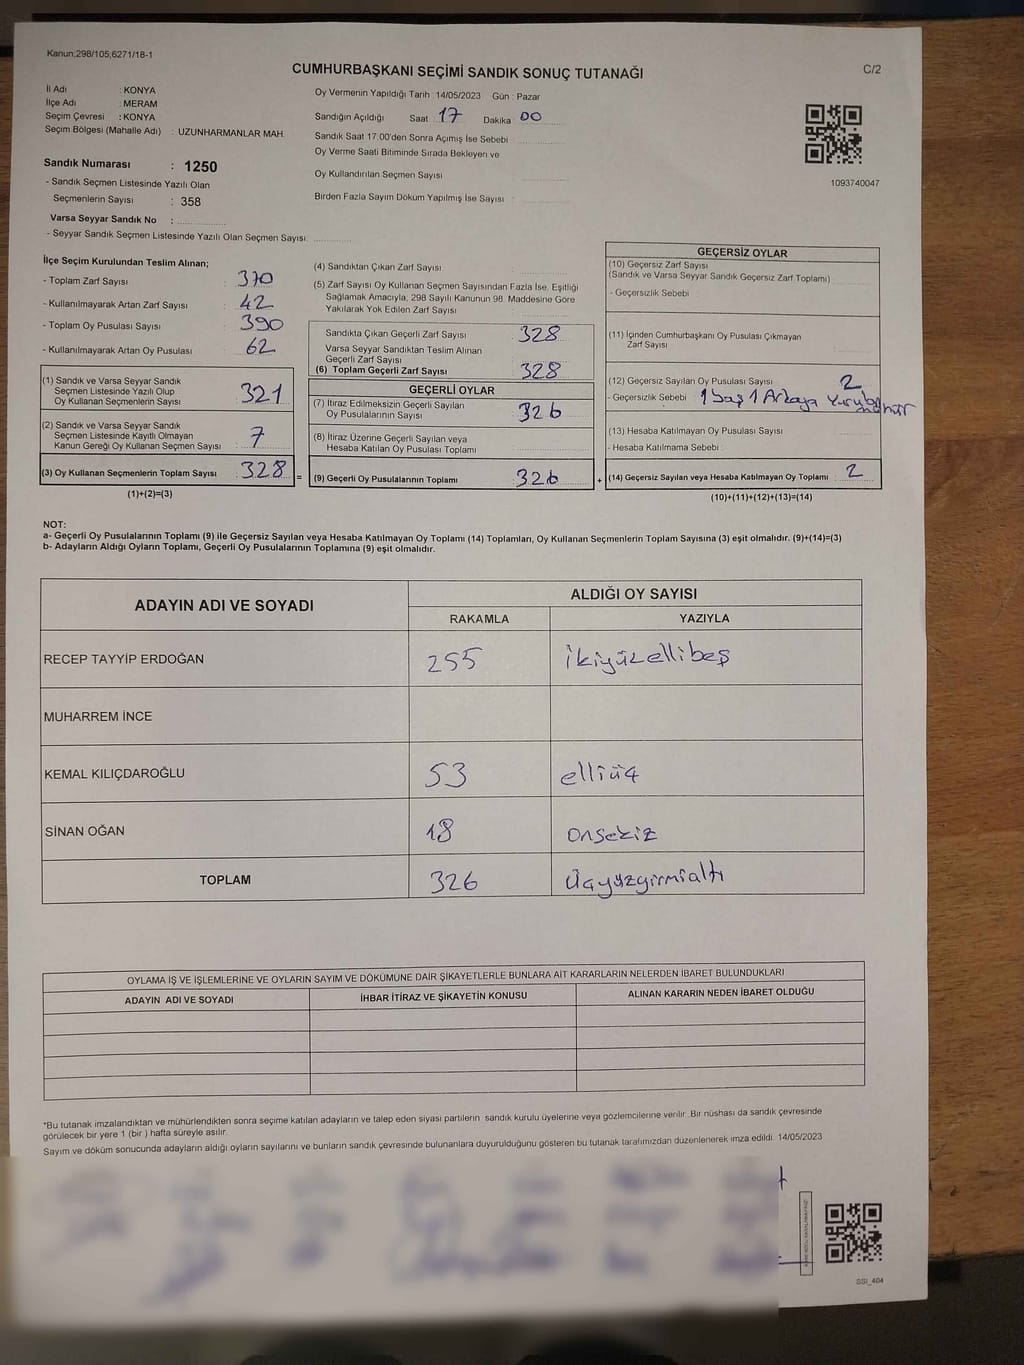 Kanun;298/105;6271/18-1
CUMHURBAŞKANI SEÇİMİ SANDIK SONUÇ TUTANAĞI
C/2
İl Adı : KONYA
İlçe Adı : MERAM
Seçim Çevresi : KONYA
Seçim Bölgesi (Mahalle Adı) : UZUNHARMANLAR MAH.
Sandık Numarası : 1250
- Sandık Seçmen Listesinde Yazılı Olan
Seçmenlerin Sayısı : 358
Varsa Seyyar Sandık No :
- Seyyar Sandık Seçmen Listesinde Yazılı Olan Seçmen Sayısı:
Oy Vermenin Yapıldığı Tarih : 14/05/2023 Gün : Pazar
Sandığın Açıldığı Saat 17 Dakika : 00
Sandık Saat 17:00'den Sonra Açımış İse Sebebi
Oy Verme Saati Bitiminde Sırada Bekleyen ve
Oy Kullandırılan Seçmen Sayısı
Birden Fazla Sayım Döküm Yapılmış İse Sayısı :
1093740047
İlçe Seçim Kurulundan Teslim Alınan;
- Toplam Zarf Sayısı : 370
- Kullanılmayarak Artan Zarf Sayısı : 42
- Toplam Oy Pusulası Sayısı : 390
- Kullanılmayarak Artan Oy Pusulası : 62
(1) Sandık ve Varsa Seyyar Sandık
Seçmen Listesinde Yazılı Olup
Oy Kullanan Seçmenlerin Sayısı : 321
(2) Sandık ve Varsa Seyyar Sandık
Seçmen Listesinde Kayıtlı Olmayan
Kanun Gereği Oy Kullanan Seçmen Sayısı : 7
(3) Oy Kullanan Seçmenlerin Toplam Sayısı : 328
(1)+(2)=(3)
(4) Sandıktan Çıkan Zarf Sayısı
(5) Zarf Sayısı Oy Kullanan Seçmen Sayısından Fazla İse, Eşitliği
Sağlamak Amacıyla, 298 Sayılı Kanunun 98. Maddesine Göre
Yakılarak Yok Edilen Zarf Sayısı
Sandıkta Çıkan Geçerli Zarf Sayısı 328
Varsa Seyyar Sandıktan Teslim Alınan
Geçerli Zarf Sayısı
(6) Toplam Geçerli Zarf Sayısı 328
GEÇERLİ OYLAR
(7) İtiraz Edilmeksizin Geçerli Sayılan
Oy Pusulalarının Sayısı 326
(8) İtiraz Üzerine Geçerli Sayılan veya
Hesaba Katılan Oy Pusulası Toplamı
= (9) Geçerli Oy Pusulalarının Toplamı 326
GEÇERSİZ OYLAR
(10) Geçersiz Zarf Sayısı
(Sandık ve Varsa Seyyar Sandık Geçersiz Zarf Toplamı)
- Geçersizlik Sebebi
(11) İçinden Cumhurbaşkanı Oy Pusulası Çıkmayan
Zarf Sayısı
(12) Geçersiz Sayılan Oy Pusulası Sayısı 2
- Geçersizlik Sebebi : 1 boş 1 Arkaya
(13) Hesaba Katılmayan Oy Pusulası Sayısı
- Hesaba Katılmama Sebebi :
+ (14) Geçersiz Sayılan veya Hesaba Katılmayan Oy Toplamı : 2
(10)+(11)+(12)+(13)=(14)
NOT:
a- Geçerli Oy Pusulalarının Toplamı (9) ile Geçersiz Sayılan veya Hesaba Katılmayan Oy Toplamı (14) Toplamları, Oy Kullanan Seçmenlerin Toplam Sayısına (3) eşit olmalıdır. (9)+(14)=(3)
b- Adayların Aldığı Oyların Toplamı, Geçerli Oy Pusulalarının Toplamına (9) eşit olmalıdır.
ADAYIN ADI VE SOYADI
ALDIĞI OY SAYISI
RAKAMLA YAZIYLA
RECEP TAYYİP ERDOĞAN 255 ikiyüzellibeş
MUHARREM İNCE
KEMAL KILIÇDAROĞLU 53 elliüç
SİNAN OĞAN 18 onsekiz
TOPLAM 326 üçyüzyirmialtı
OYLAMA İŞ VE İŞLEMLERİNE VE OYLARIN SAYIM VE DÖKÜMÜNE DAİR ŞİKAYETLERLE BUNLARA AİT KARARLARIN NELERDEN İBARET BULUNDUKLARI
ADAYIN ADI VE SOYADI
İHBAR İTİRAZ VE ŞİKAYETİN KONUSU
ALINAN KARARIN NEDEN İBARET OLDUĞU
*Bu tutanak imzalandıktan ve mühürlendikten sonra seçime katılan adayların ve talep eden siyasi partilerin sandık kurulu üyelerine veya gözlemcilerine verilir. Bir nüshası da sandık çevresinde
görülecek bir yere 1 (bir ) hafta süreyle asılır.
Sayım ve döküm sonucunda adayların aldığı oyların sayılarını ve bunların sandık çevresinde bulunanlara duyurulduğunu gösteren bu tutanak tarafımızdan düzenlenerek imza edildi. 14/05/2023
SSI_404